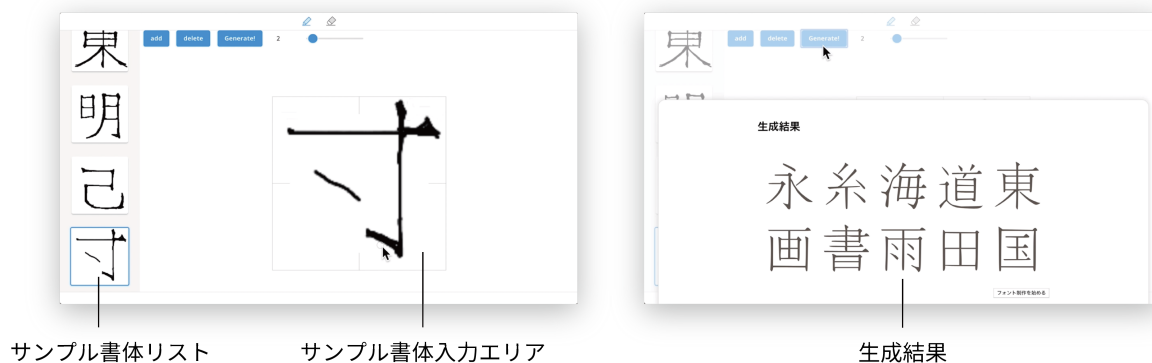 add delete Generate! 2
東
明
己
寸
寸
サンプル書体リスト
サンプル書体入力エリア
add delete Generate! 2
東
生成結果
永糸海道東
画書雨田国
フォント制作を始める
生成結果